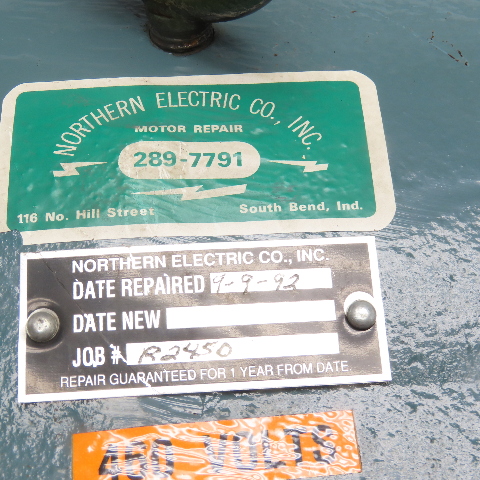 NORTHERN ELECTRIC CO., INC.
MOTOR REPAIR
289-7791
116 No. Hill Street South Bend, Ind.
NORTHERN ELECTRIC CO., INC.
DATE REPAIRED 9-9-92
DATE NEW
JOB # R2450
REPAIR GUARANTEED FOR 1 YEAR FROM DATE